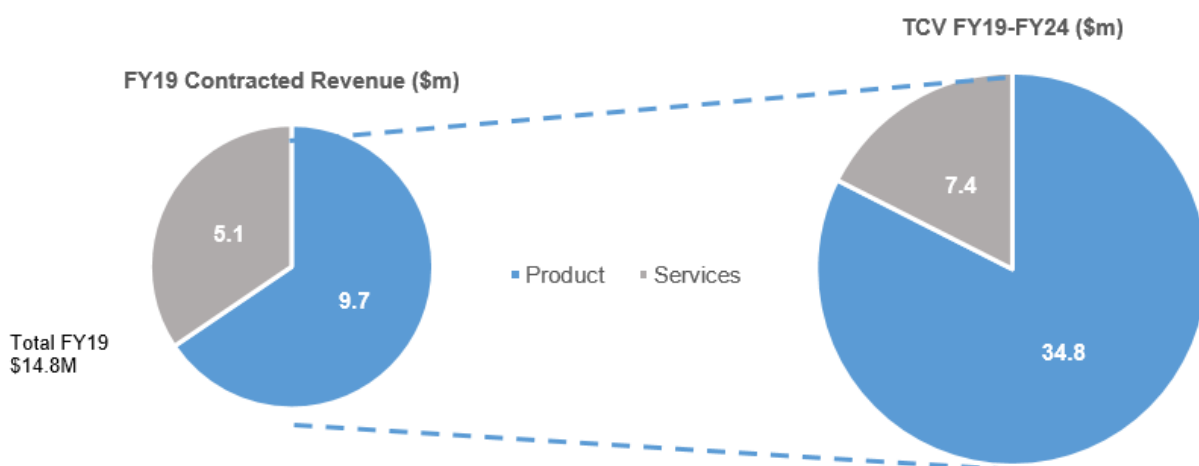 TCV FY19-FY24 ($m)
FY19 Contracted Revenue ($m)
5.1
9.7
Total FY19
$14.8M
Product
Services
7.4
34.8